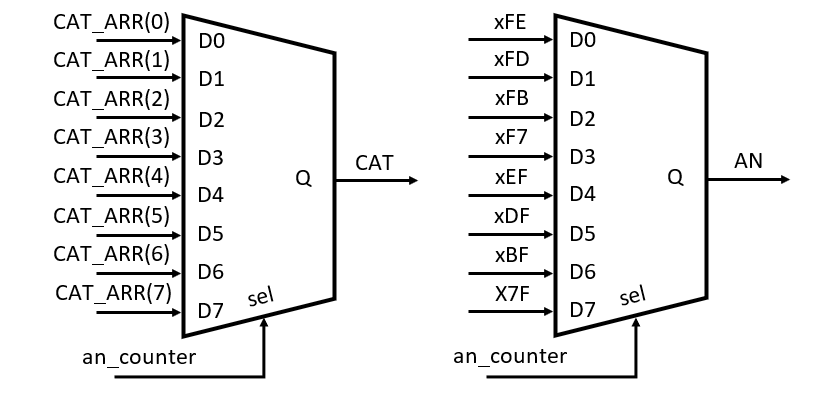 CAT_ARR(0)
D0
CAT_ARR(1)
D1
CAT_ARR(2)
D2
CAT_ARR(3)
D3
CAT_ARR(4)
D4
CAT_ARR(5)
D5
CAT_ARR(6)
D6
CAT_ARR(7)
D7
Q
CAT
sel
an_counter
xFE
D0
xFD
D1
xFB
D2
xF7
D3
xEF
D4
xDF
D5
xBF
D6
X7F
D7
Q
AN
sel
an_counter